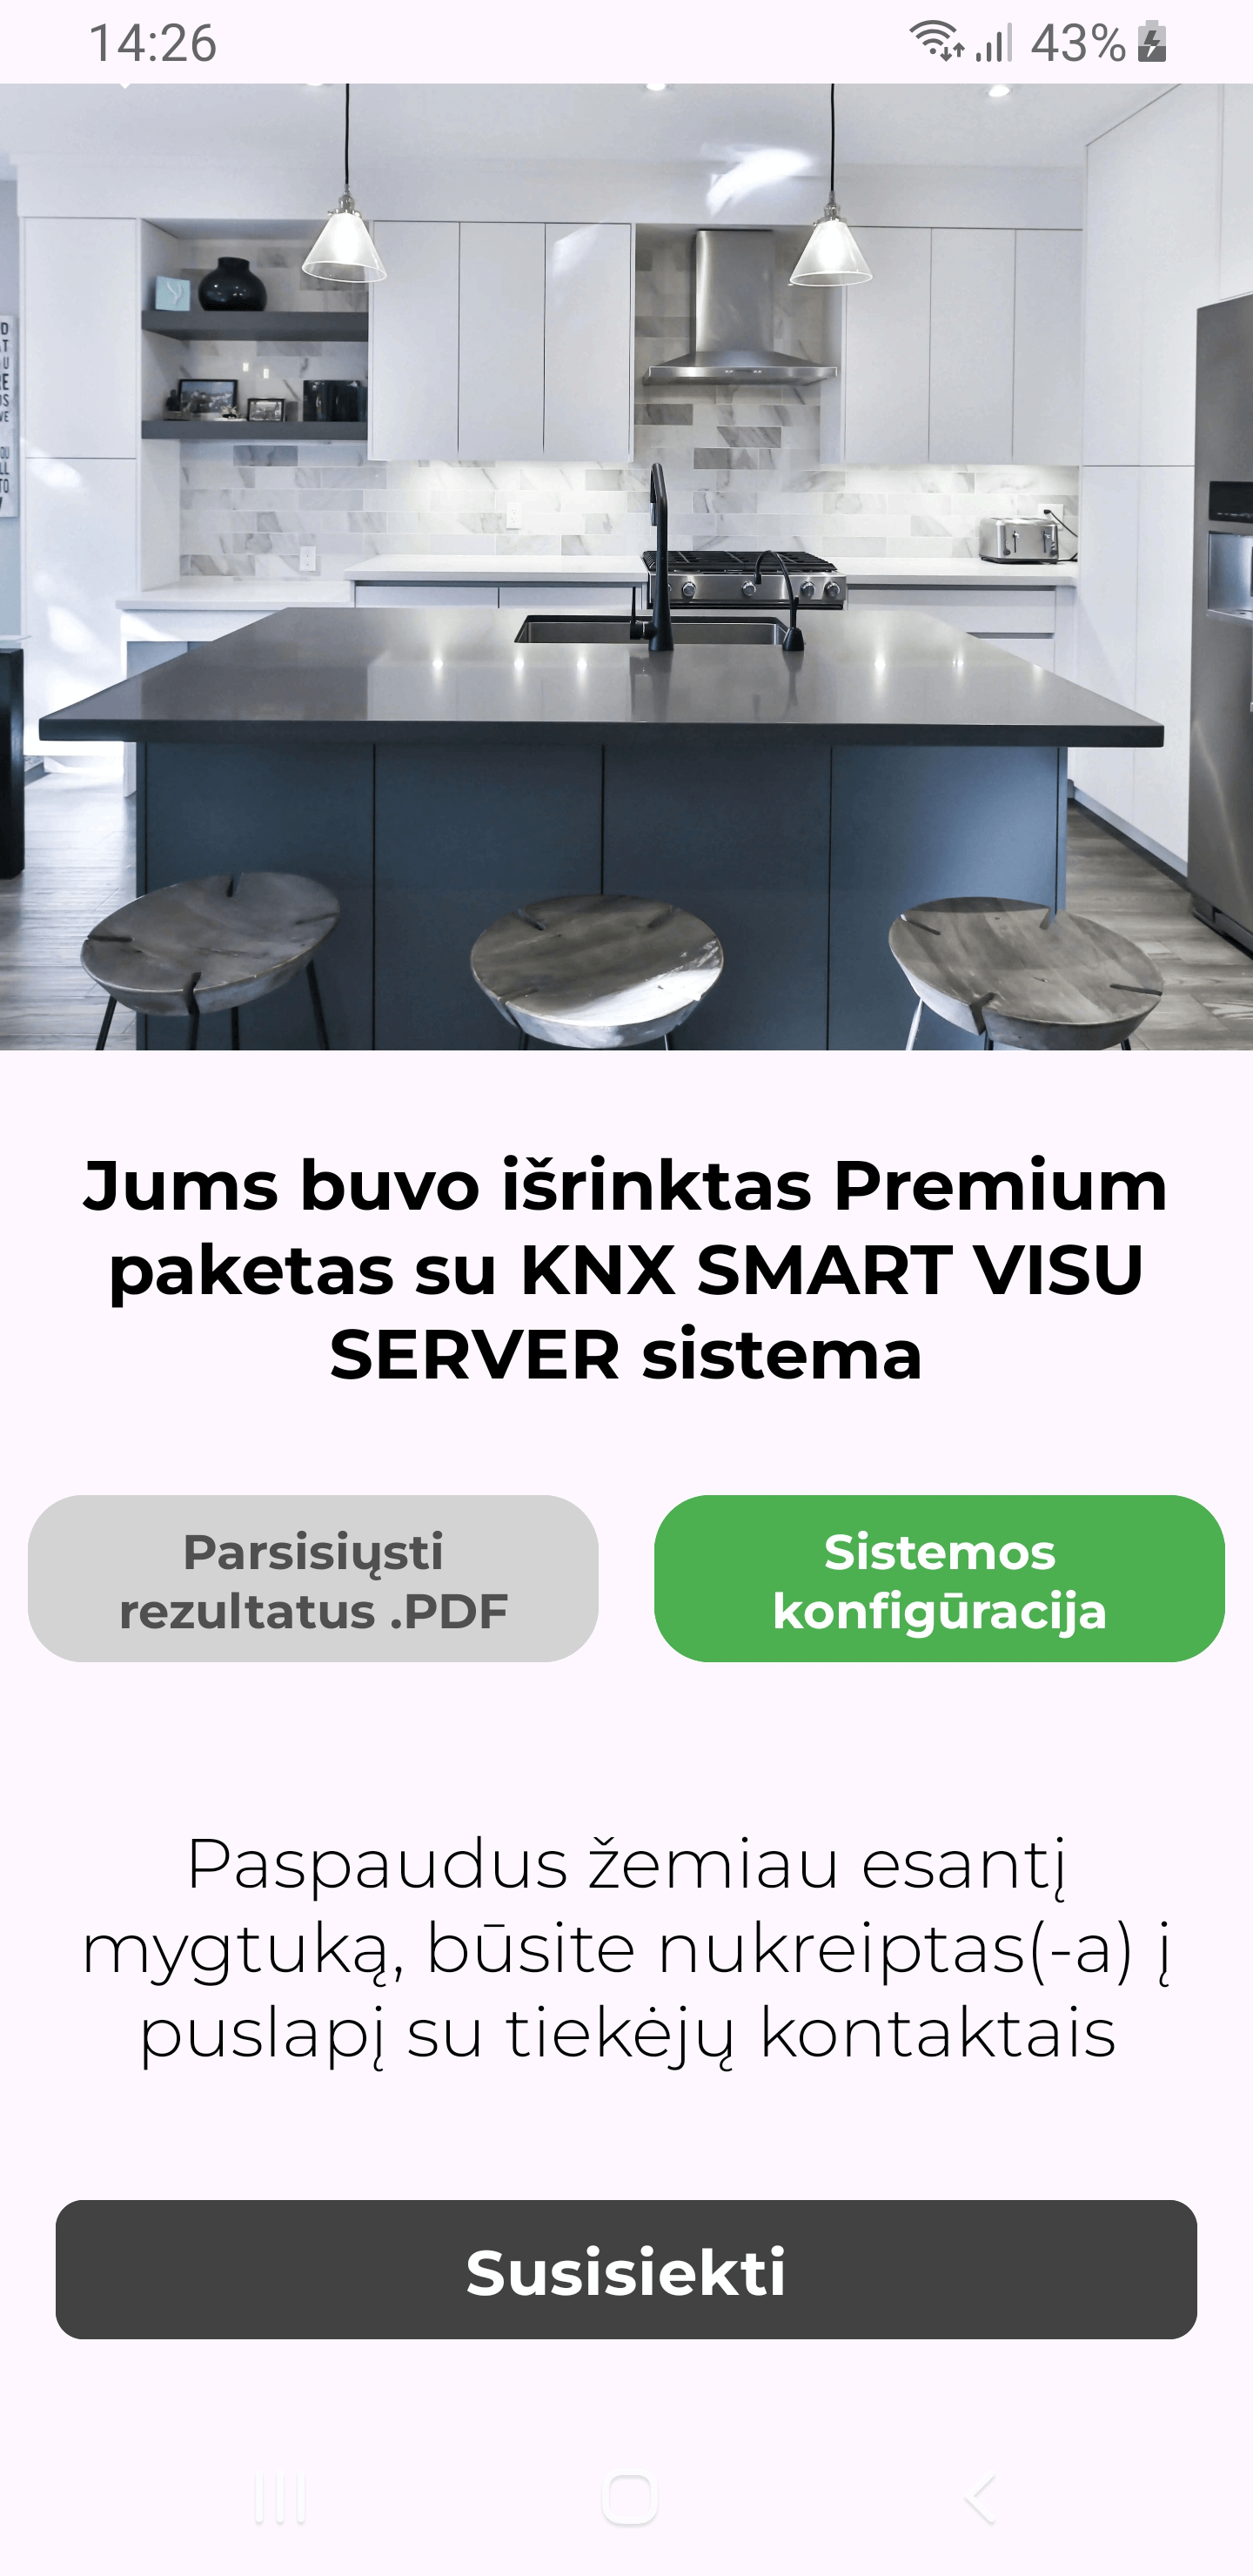 14:26
43%
Jums buvo išrinktas Premium
paketas su KNX SMART VISU
SERVER sistema
Parsisiųsti
rezultatus .PDF
Sistemos
konfigūracija
Paspaudus žemiau esantį
mygtuką, būsite nukreiptas(-a) į
puslapį su tiekėjų kontaktais
Susisiekti